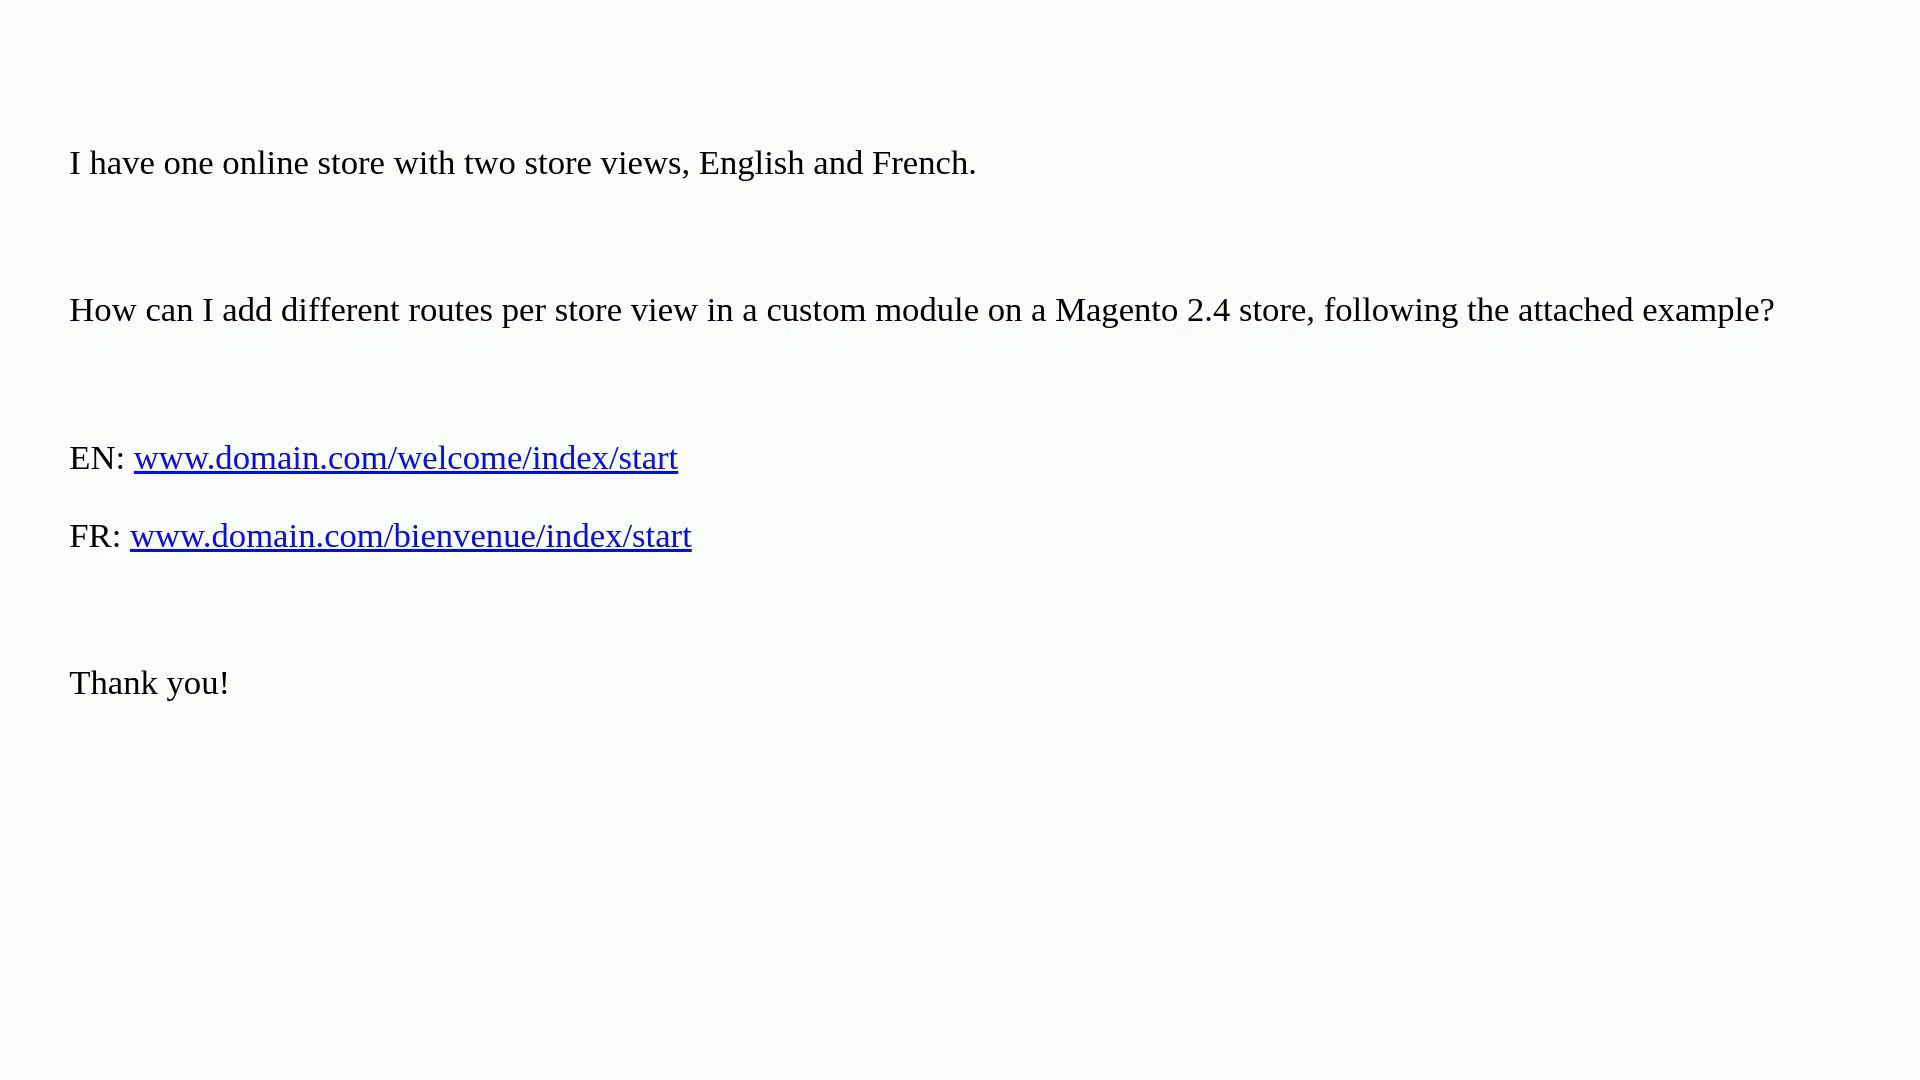 I have one online store with two store views, English and French.
How can I add different routes per store view in a custom module on a Magento 2.4 store, following the attached example?
EN: www.domain.com/welcome/index/start
FR: www.domain.com/bienvenue/index/start
Thank you!